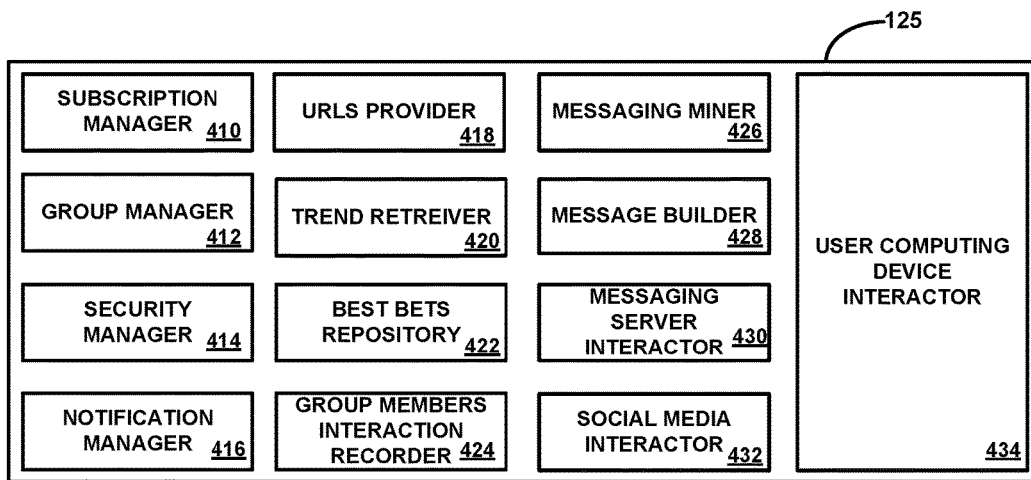 125
SUBSCRIPTION
MANAGER 410
URLS PROVIDER
418
MESSAGING MINER
426
GROUP MANAGER
412
TREND RETREIVER
420
MESSAGE BUILDER
428
USER COMPUTING
DEVICE
INTERACTOR
434
SECURITY
MANAGER 414
BEST BETS
REPOSITORY 422
MESSAGING
SERVER
INTERACTOR 430
NOTIFICATION
MANAGER 416
GROUP MEMBERS
INTERACTION
RECORDER 424
SOCIAL MEDIA
INTERACTOR 432